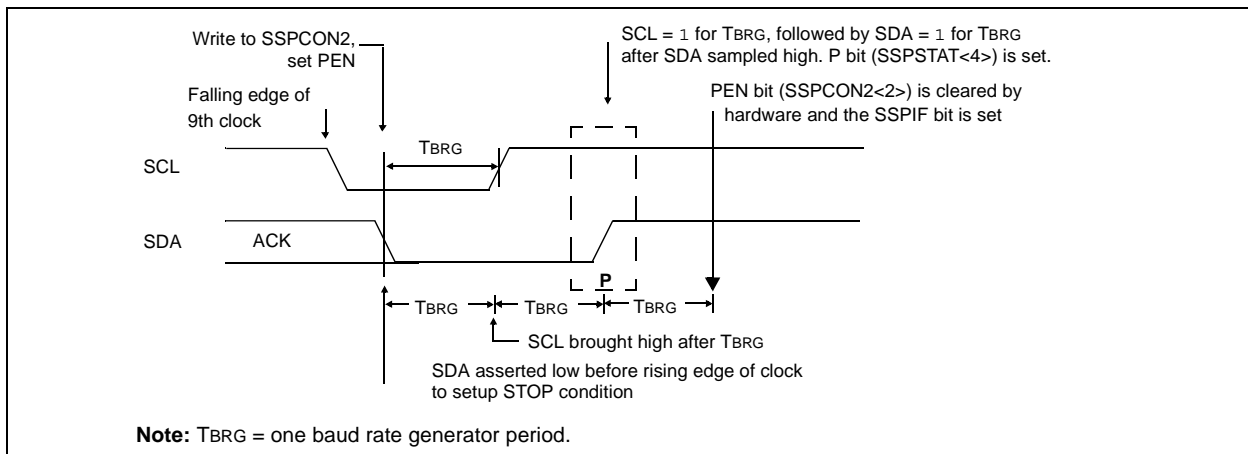 Write to SSPCON2,
set PEN
SCL = 1 for TBRG, followed by SDA = 1 for TBRG
after SDA sampled high. P bit (SSPSTAT<4>) is set.
Falling edge of
9th clock
PEN bit (SSPCON2<2>) is cleared by
hardware and the SSPIF bit is set
TBRG
SCL
SDA
ACK
P
TBRG
TBRG
TBRG
SCL brought high after TBRG
SDA asserted low before rising edge of clock
to setup STOP condition
Note: TBRG = one baud rate generator period.